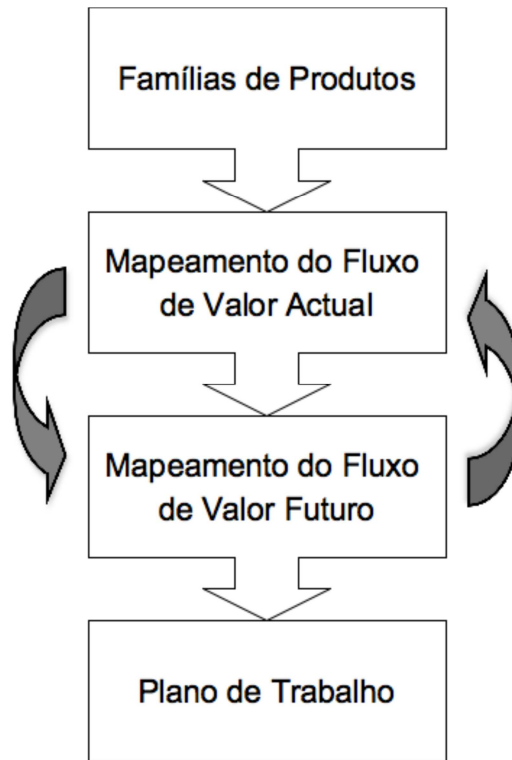 Famílias de Produtos
Mapeamento do Fluxo
de Valor Actual
Mapeamento do Fluxo
de Valor Futuro
Plano de Trabalho